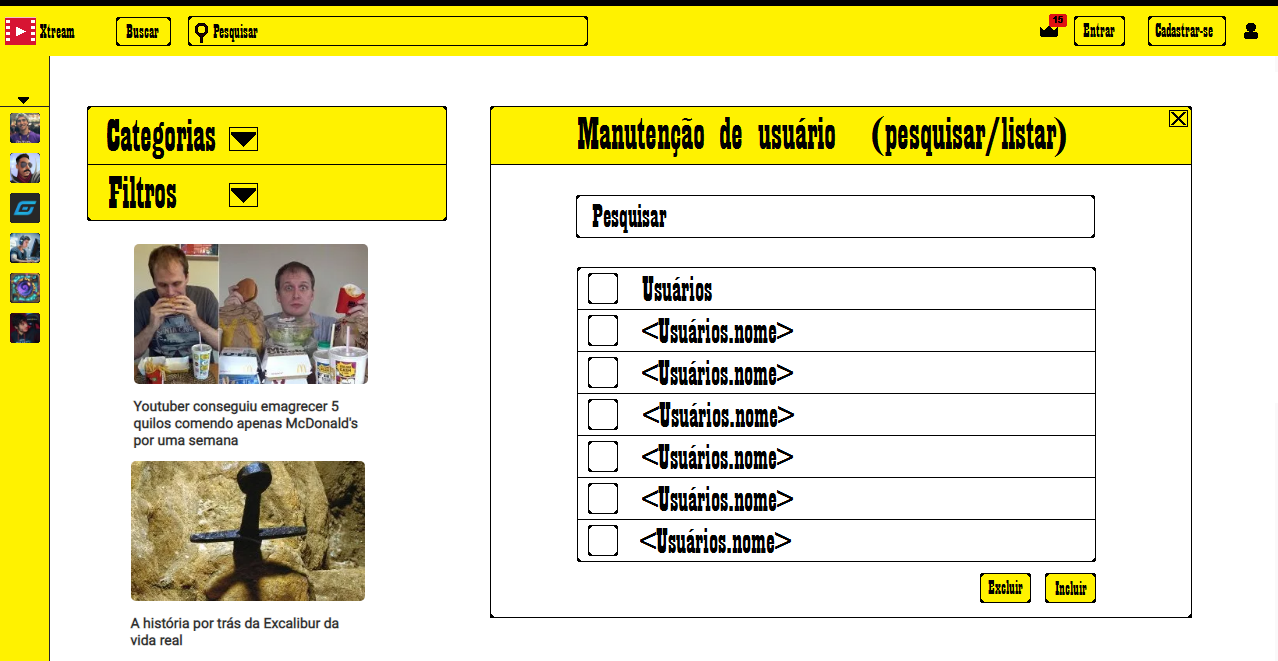 Xtream
Buscar
Pesquisar
15
Entrar
Cadastrar-se
Categorias
Filtros
Youtuber conseguiu emagrecer 5
quilos comendo apenas McDonald's
por uma semana
A história por trás da Excalibur da
vida real
Manutenção de usuário (pesquisar/listar)
Pesquisar
Usuários
<Usuários.nome>
<Usuários.nome>
<Usuários.nome>
<Usuários.nome>
<Usuários.nome>
<Usuários.nome>
Excluir
Incluir